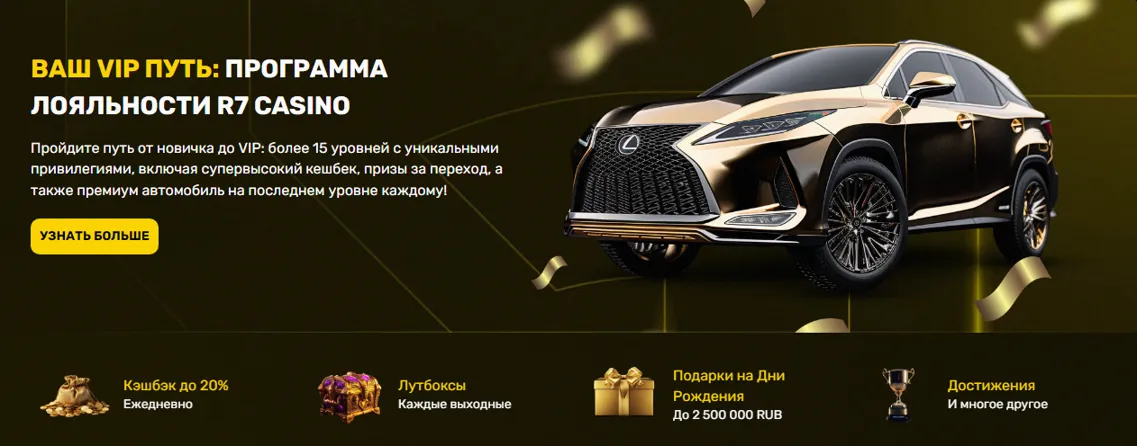 ВАШ VIP ПУТЬ: ПРОГРАММА
ЛОЯЛЬНОСТИ R7 CASINO
Пройдите путь от новичка до VIP: более 15 уровней с уникальными
привилегиями, включая супервысокий кешбек, призы за переход, а
также премиум автомобиль на последнем уровне каждому!
УЗНАТЬ БОЛЬШЕ
Кэшбэк до 20%
Ежедневно
Лутбоксы
Каждые выходные
Подарки на Дни
Рождения
До 2 500 000 RUB
Достижения
И многое другое